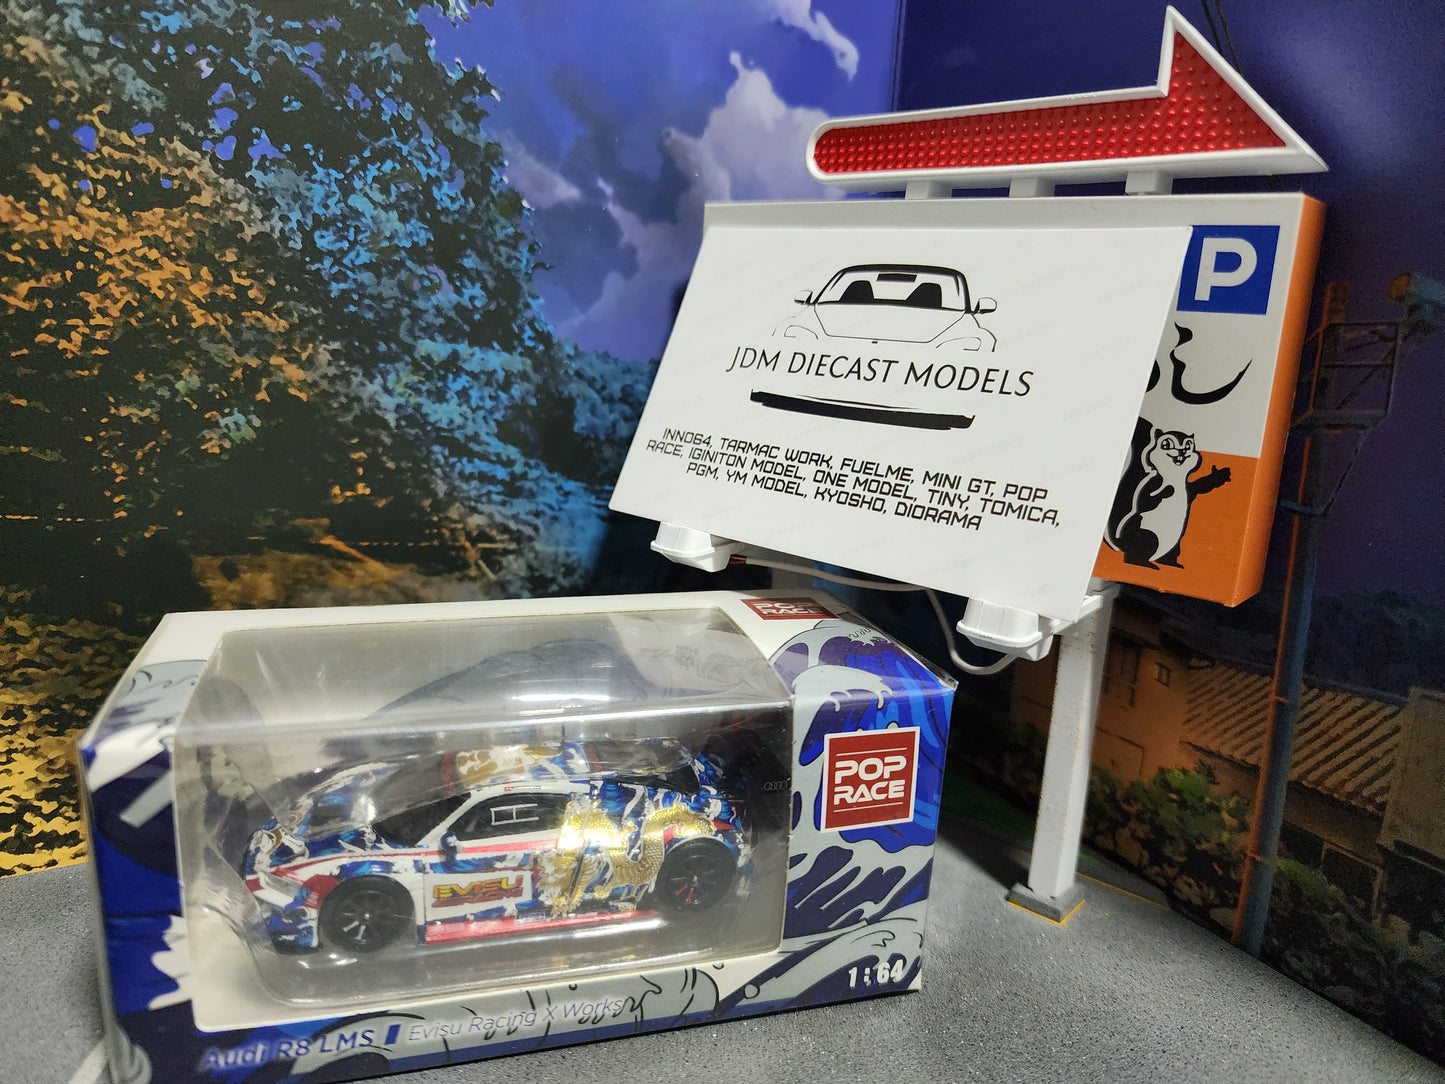 P
し
JDM DIECAST MODELS
INNO64, TARMAC WORK, FUELME, MINI GT, POP
RACE, IGINITON MODEL, ONE MODEL, TINY, TOMICA,
PGM, YM MODEL, KYOSHO, DIORAMA
POP
RACE
POP
RACE
EVISU
1:64
Audi R8 LMS Evisu Racing X Works